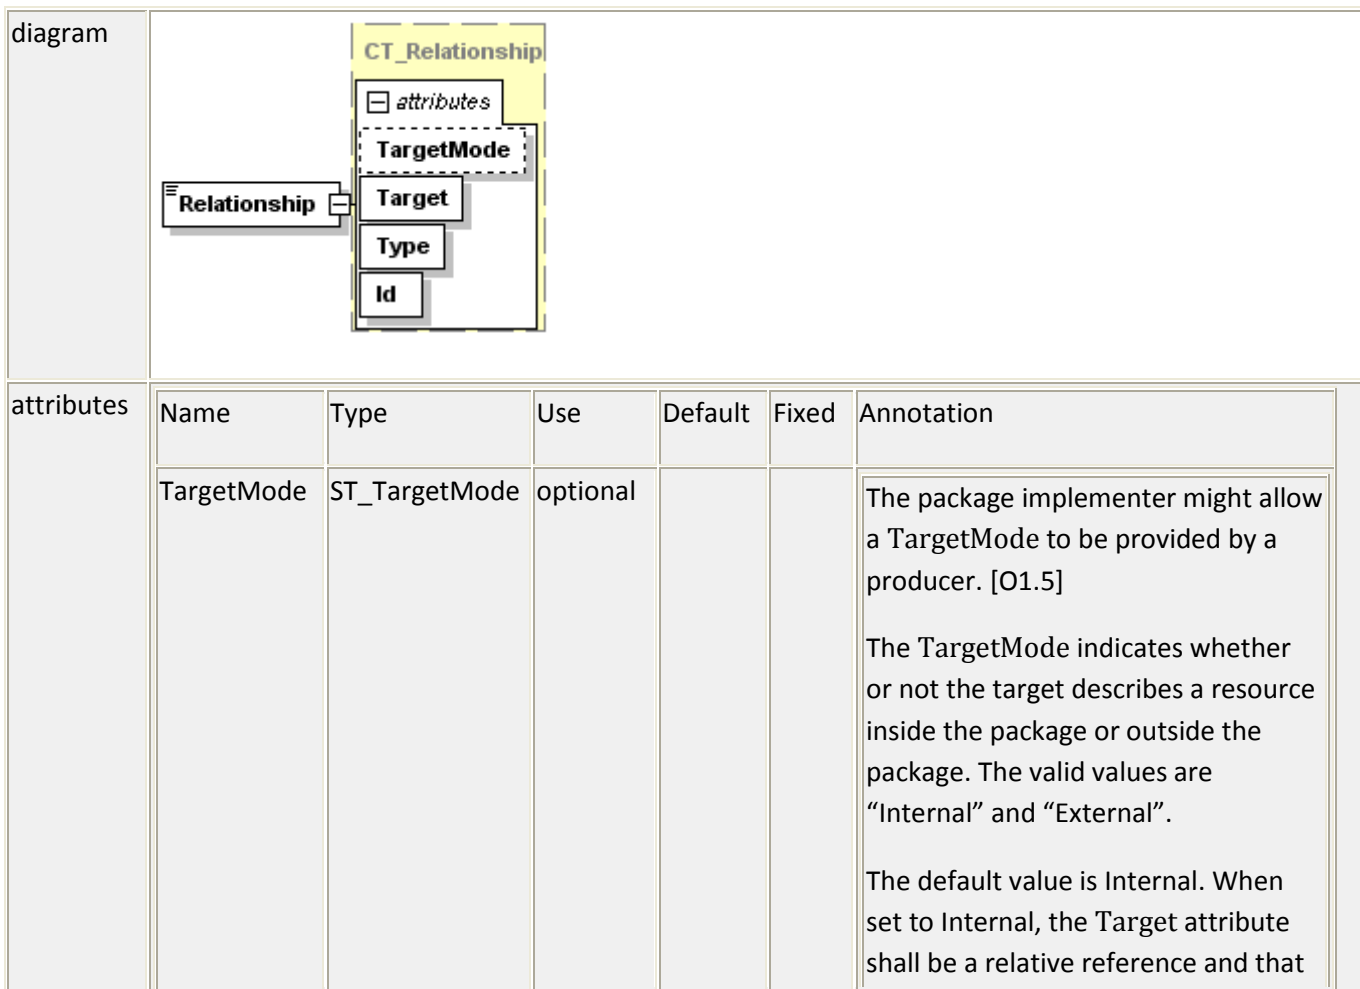 diagram
CT_Relationship
attributes
TargetMode
Relationship
Target
Type
Id
attributes
Name Type Use Default Fixed Annotation
TargetMode ST_TargetMode optional
The package implementer might allow
a TargetMode to be provided by a
producer. [O1.5]
The TargetMode indicates whether
or not the target describes a resource
inside the package or outside the
package. The valid values are
“Internal” and “External”.
The default value is Internal. When
set to Internal, the Target attribute
shall be a relative reference and that